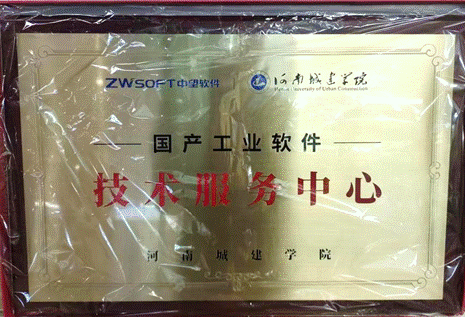 ZWSOFT中望软件 河南城建学院
Henan University of Urban Construction
国产工业软件
技术服务中心
河南城建学院